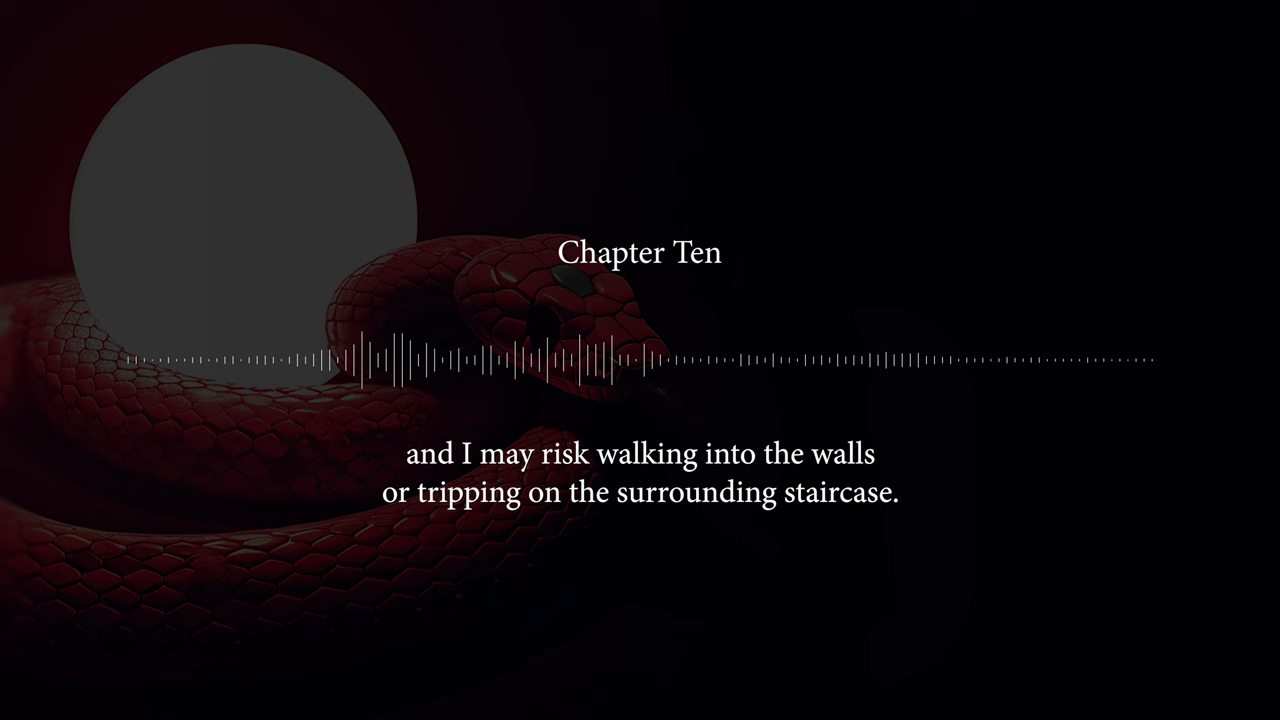 Chapter Ten
and I may risk walking into the walls
or tripping on the surrounding staircase.